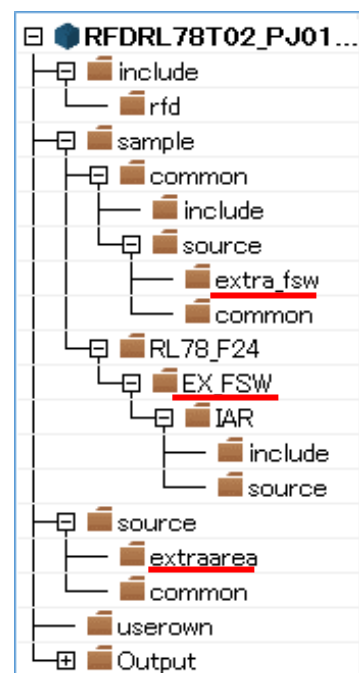 RFDRL78T02_PJ01...
include
rfd
sample
common
include
source
extra_fsw
common
RL78_F24
EX_FSW
IAR
include
source
source
extraarea
common
userown
Output